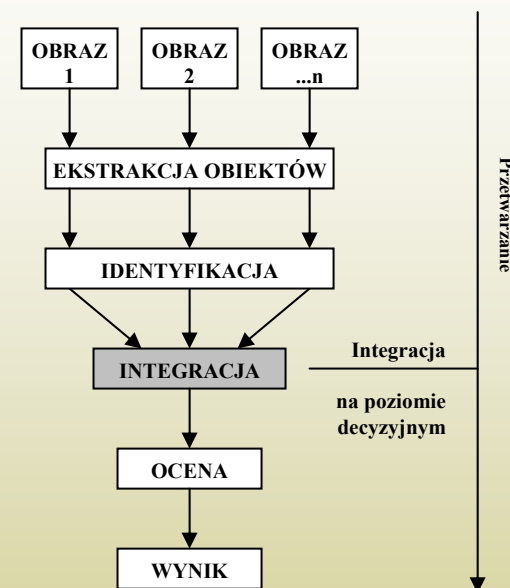 OBRAZ
1
OBRAZ
2
OBRAZ
...n
EKSTRAKCJA OBIEKTÓW
IDENTYFIKACJA
INTEGRACJA
Integracja
na poziomie
decyzyjnym
OCENA
WYNIK
Przetwarzanie